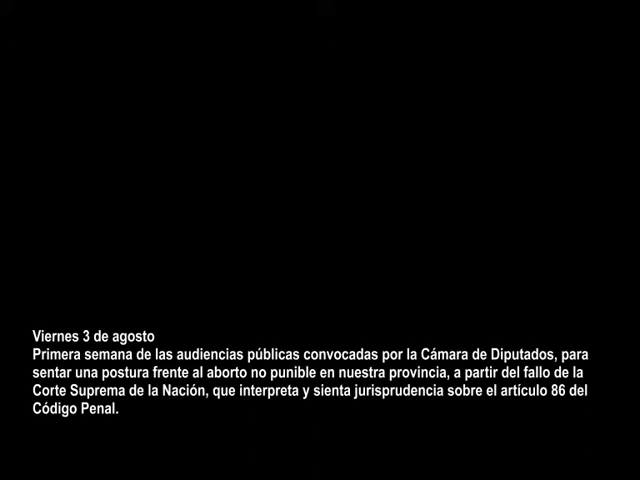 Viernes 3 de agosto
Primera semana de las audiencias públicas convocadas por la Cámara de Diputados, para
sentar una postura frente al aborto no punible en nuestra provincia, a partir del fallo de la
Corte Suprema de la Nación, que interpreta y sienta jurisprudencia sobre el artículo 86 del
Código Penal.